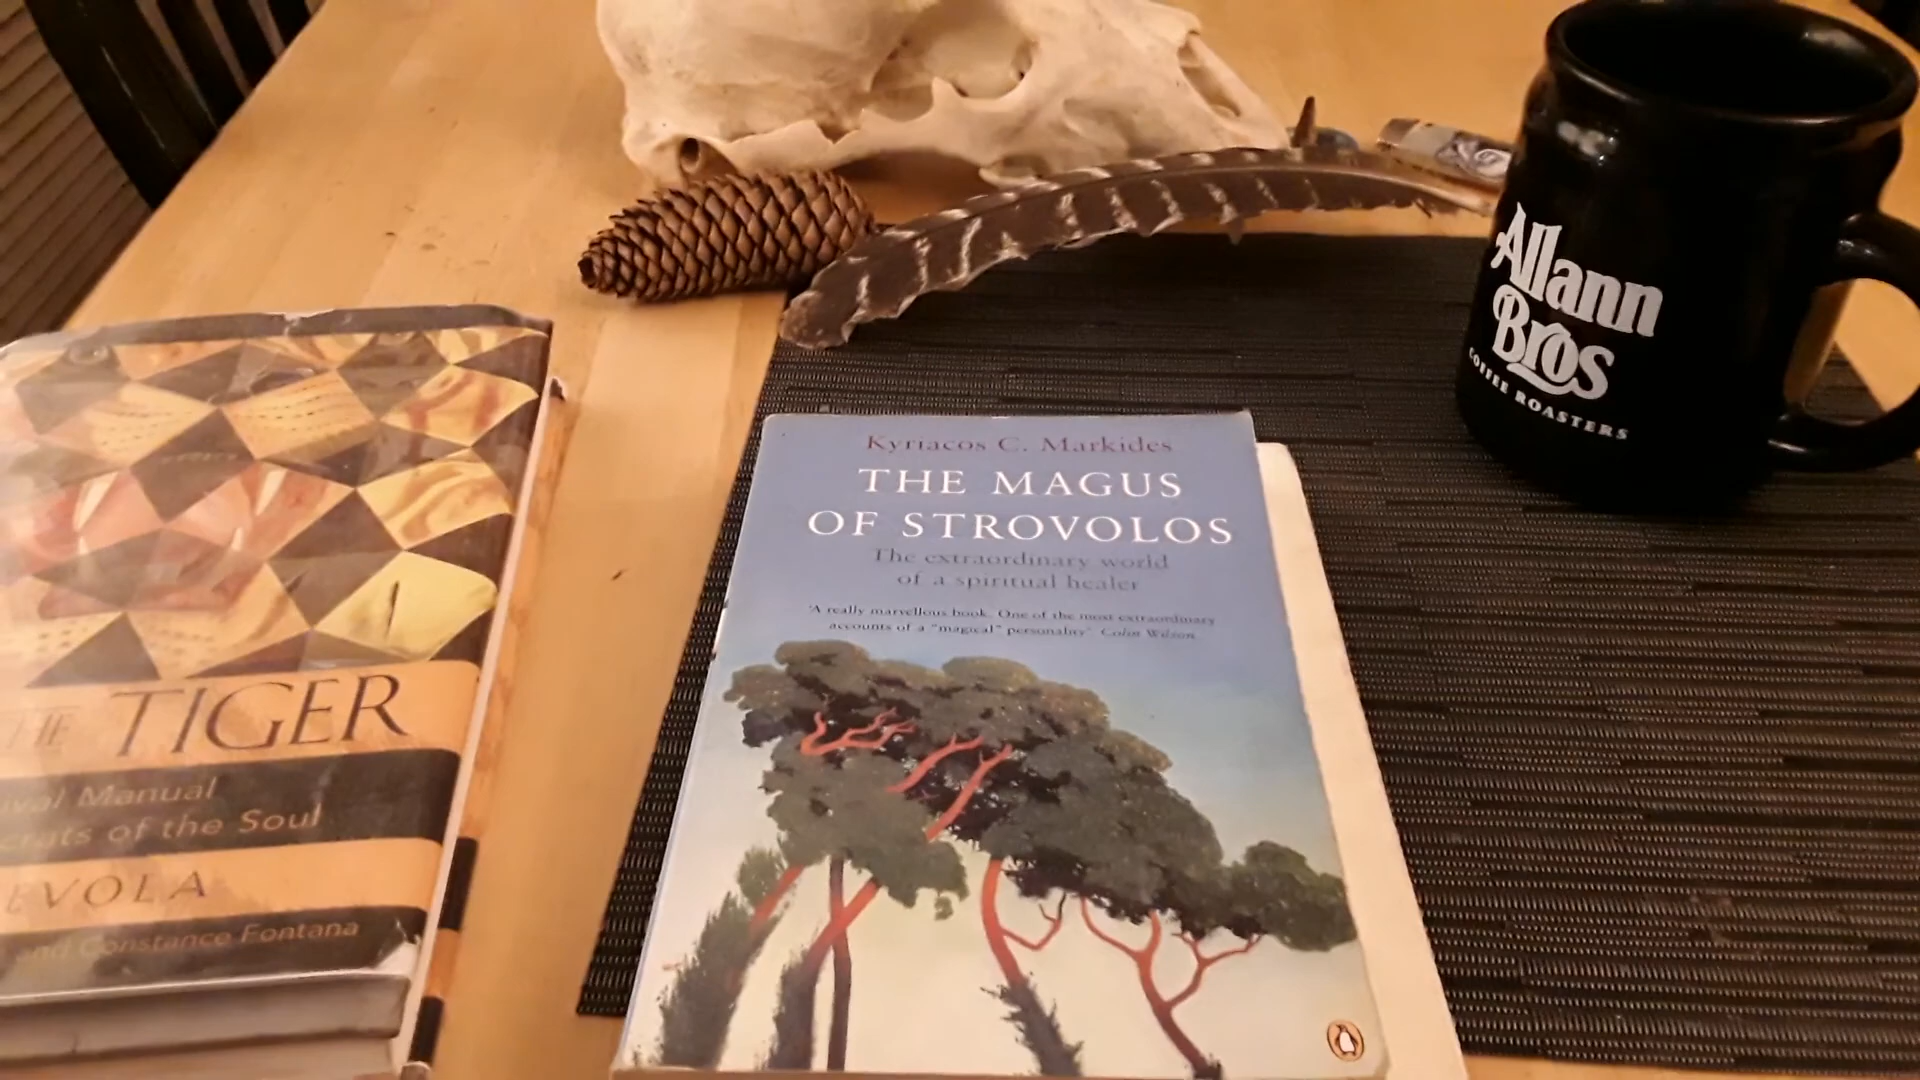 Allann
Bros
COFFEE ROASTERS
Kyriacos C. Markides
THE MAGUS
OF STROVOLOS
The extraordinary world
of a spiritual healer
'A really marvellous book. One of the most extraordinary
accounts of a "magical" personality' Colin Wilson
THE TIGER
ival Manual
crats of the Soul
EVOLA
and Constance Fontana